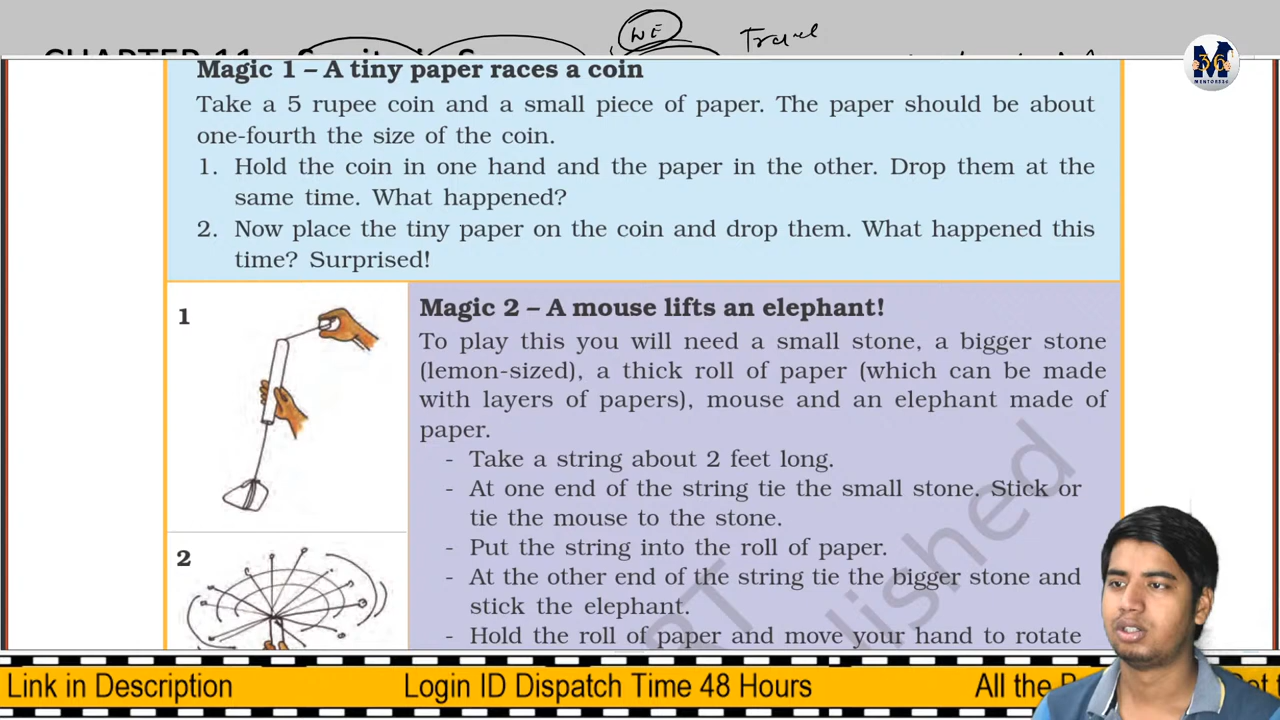 NE
Travel
CHAPTER 11
36
MENTORS36
Magic 1 – A tiny paper races a coin
Take a 5 rupee coin and a small piece of paper. The paper should be about
one-fourth the size of the coin.
1. Hold the coin in one hand and the paper in the other. Drop them at the
same time. What happened?
2. Now place the tiny paper on the coin and drop them. What happened this
time? Surprised!
1
Magic 2 – A mouse lifts an elephant!
To play this you will need a small stone, a bigger stone
(lemon-sized), a thick roll of paper (which can be made
with layers of papers), mouse and an elephant made of
paper.
- Take a string about 2 feet long.
- At one end of the string tie the small stone. Stick or
tie the mouse to the stone.
- Put the string into the roll of paper.
- At the other end of the string tie the bigger stone and
stick the elephant.
- Hold the roll of paper and move your hand to rotate
2
Link in Description
Login ID Dispatch Time 48 Hours
All the